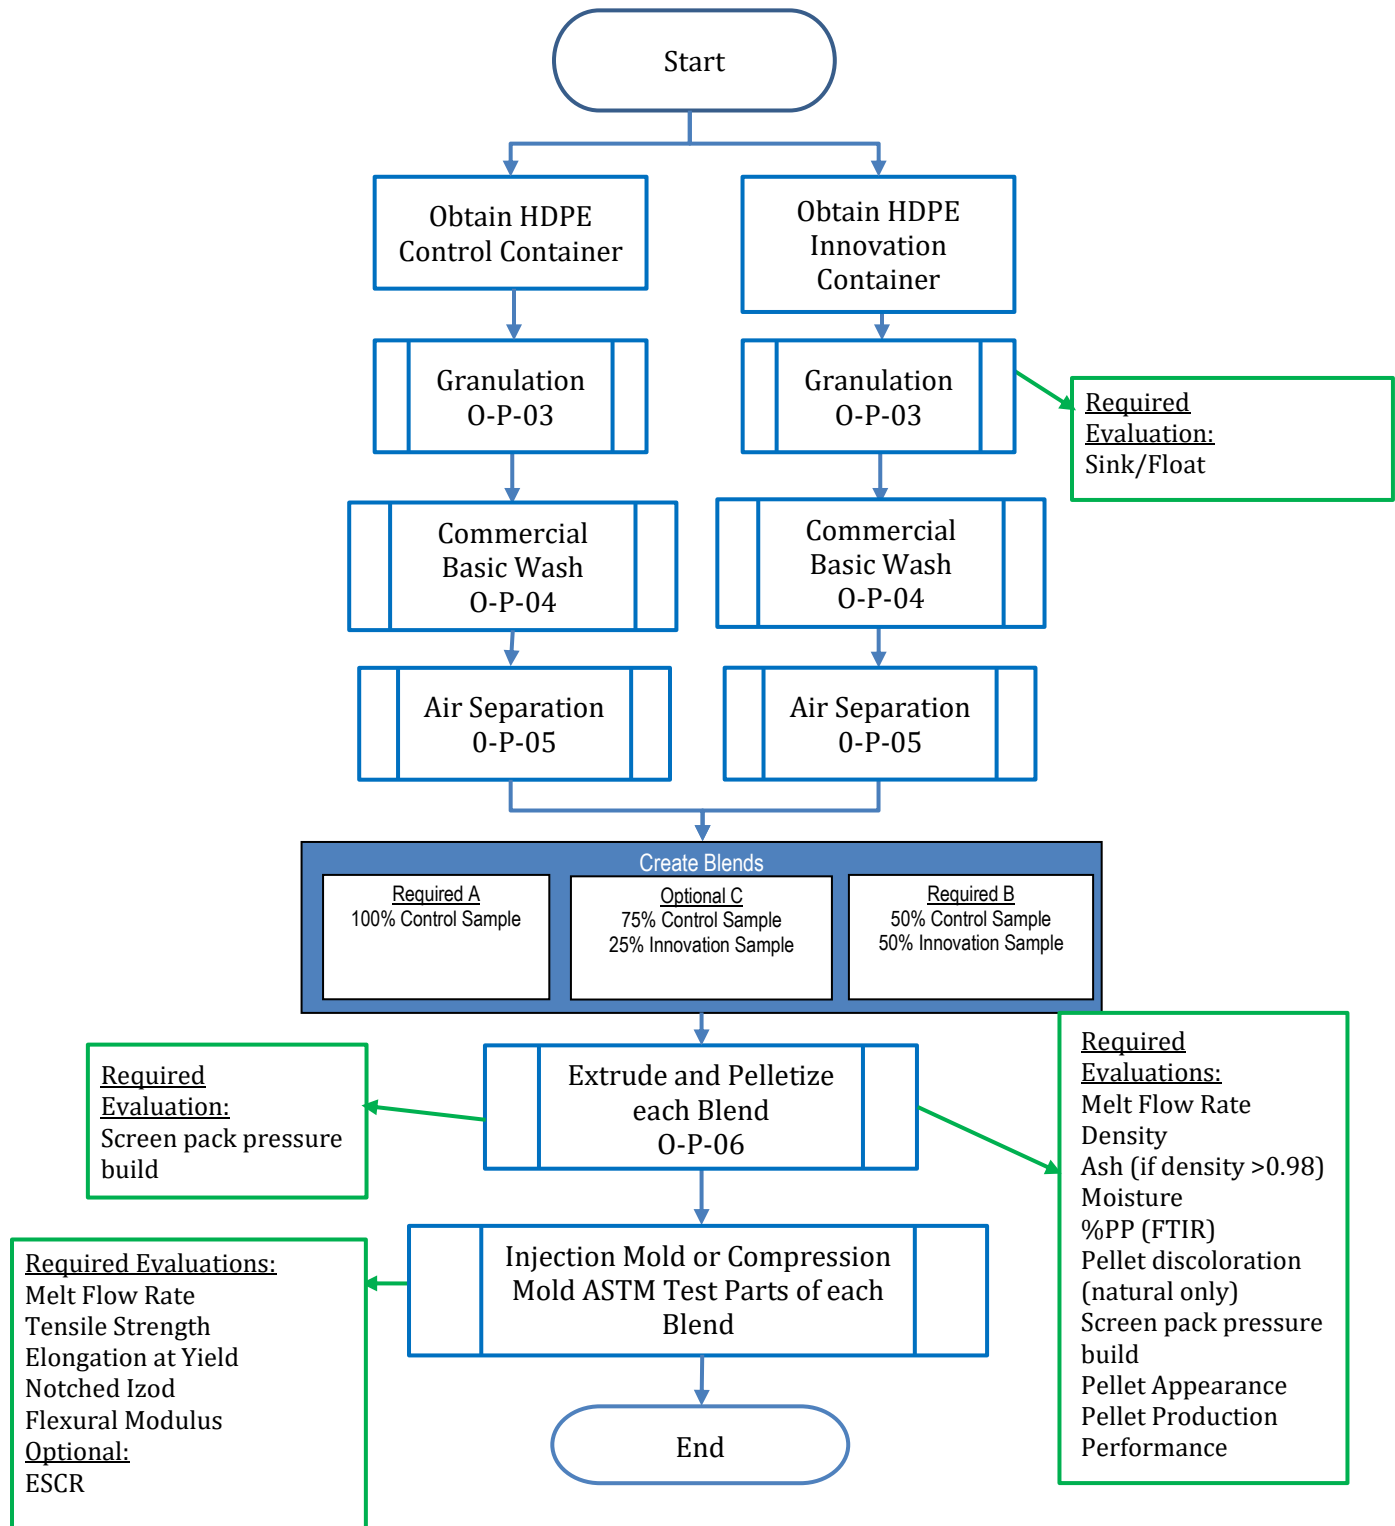 Start
Obtain HDPE
Control Container
Obtain HDPE
Innovation
Container
Granulation
O-P-03
Granulation
O-P-03
Required
Evaluation:
Sink/Float
Commercial
Basic Wash
O-P-04
Commercial
Basic Wash
O-P-04
Air Separation
0-P-05
Air Separation
0-P-05
Create Blends
Required A
100% Control Sample
Optional C
75% Control Sample
25% Innovation Sample
Required B
50% Control Sample
50% Innovation Sample
Required
Evaluation:
Screen pack pressure
build
Extrude and Pelletize
each Blend
O-P-06
Required
Evaluations:
Melt Flow Rate
Density
Ash (if density >0.98)
Moisture
%PP (FTIR)
Pellet discoloration
(natural only)
Screen pack pressure
build
Pellet Appearance
Pellet Production
Performance
Required Evaluations:
Melt Flow Rate
Tensile Strength
Elongation at Yield
Notched Izod
Flexural Modulus
Optional:
ESCR
Injection Mold or Compression
Mold ASTM Test Parts of each
Blend
End